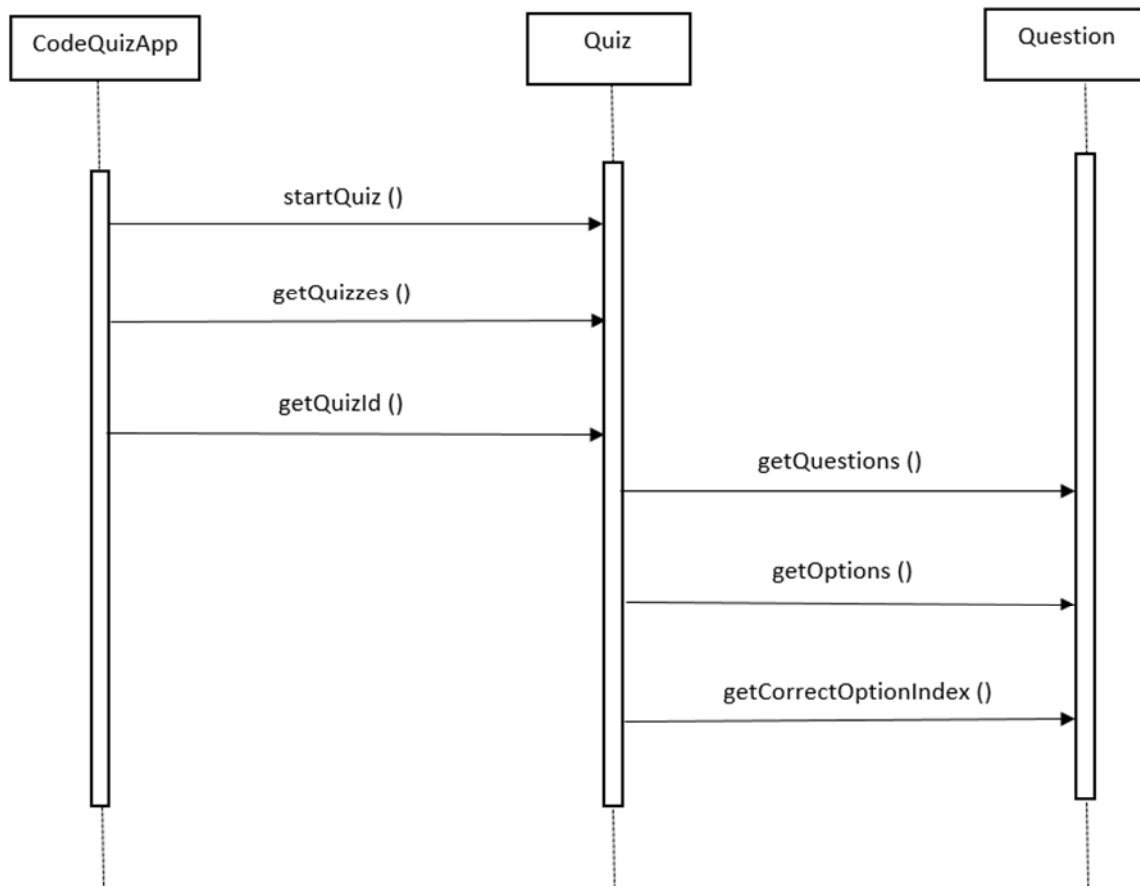 CodeQuizApp
Quiz
Question
startQuiz ()
getQuizzes ()
getQuizId ()
getQuestions ()
getOptions ()
getCorrectOptionIndex ()